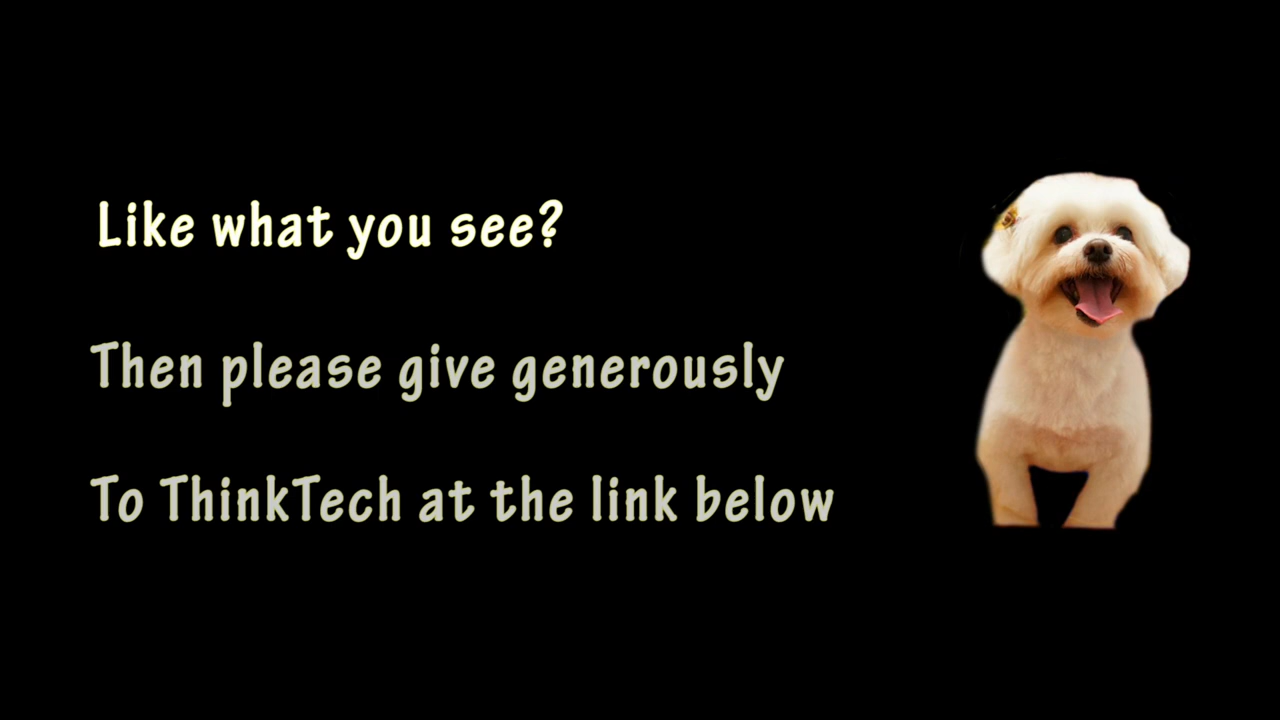 Like what you see?
Then please give generously
To ThinkTech at the link below